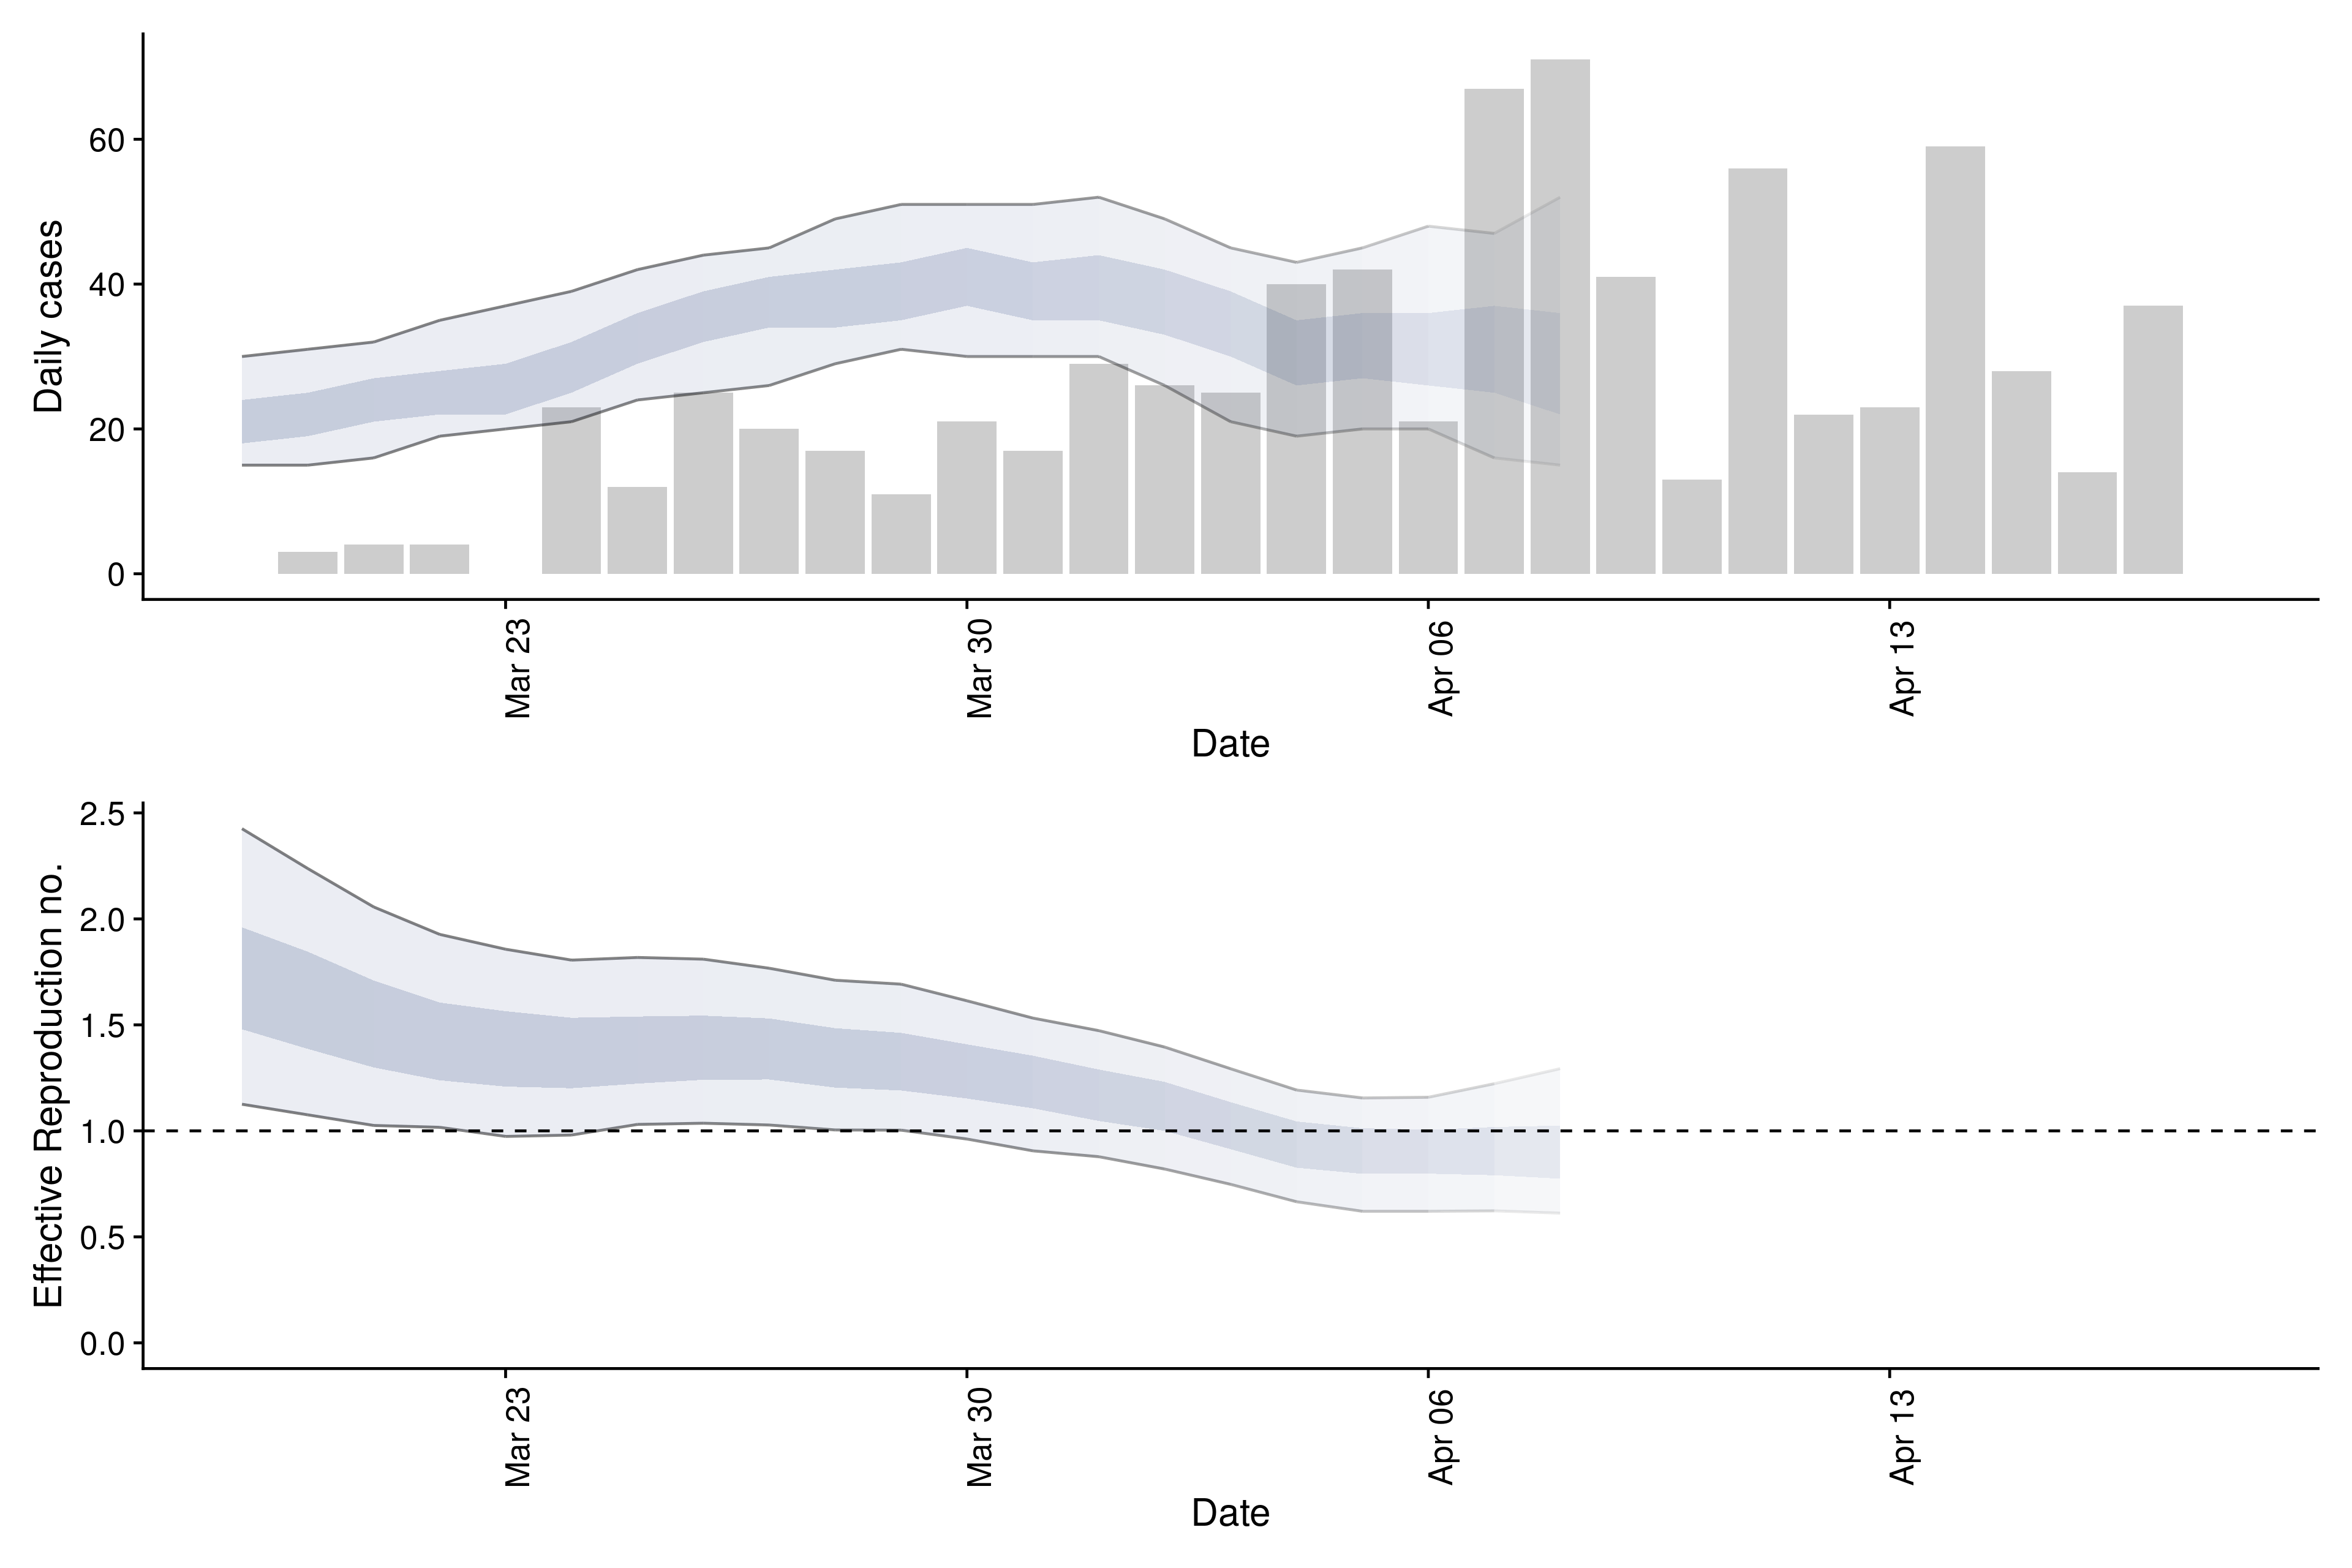 Daily cases
60
40
20
0
Mar 23
Mar 30
Apr 06
Apr 13
Date
Effective Reproduction no.
2.5
2.0
1.5
1.0
0.5
0.0
Mar 23
Mar 30
Apr 06
Apr 13
Date